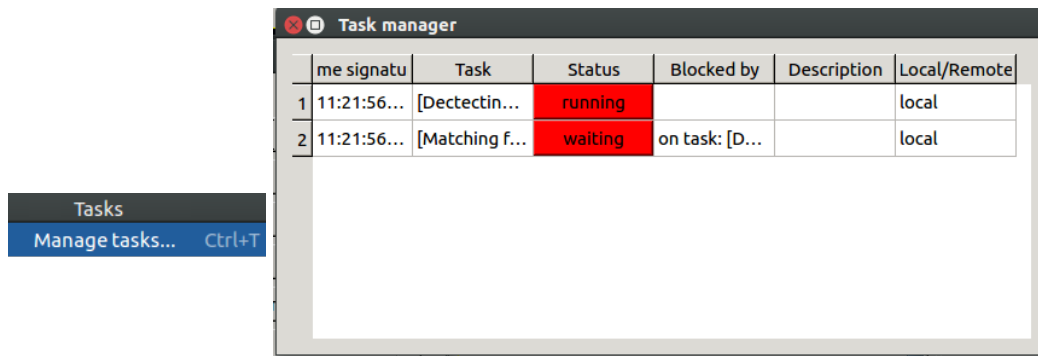 Task manager
me signatu Task Status Blocked by Description Local/Remote
1 11:21:56... [Dectectin... running local
2 11:21:56... [Matching f... waiting on task: [D... local
Tasks
Manage tasks... Ctrl+T